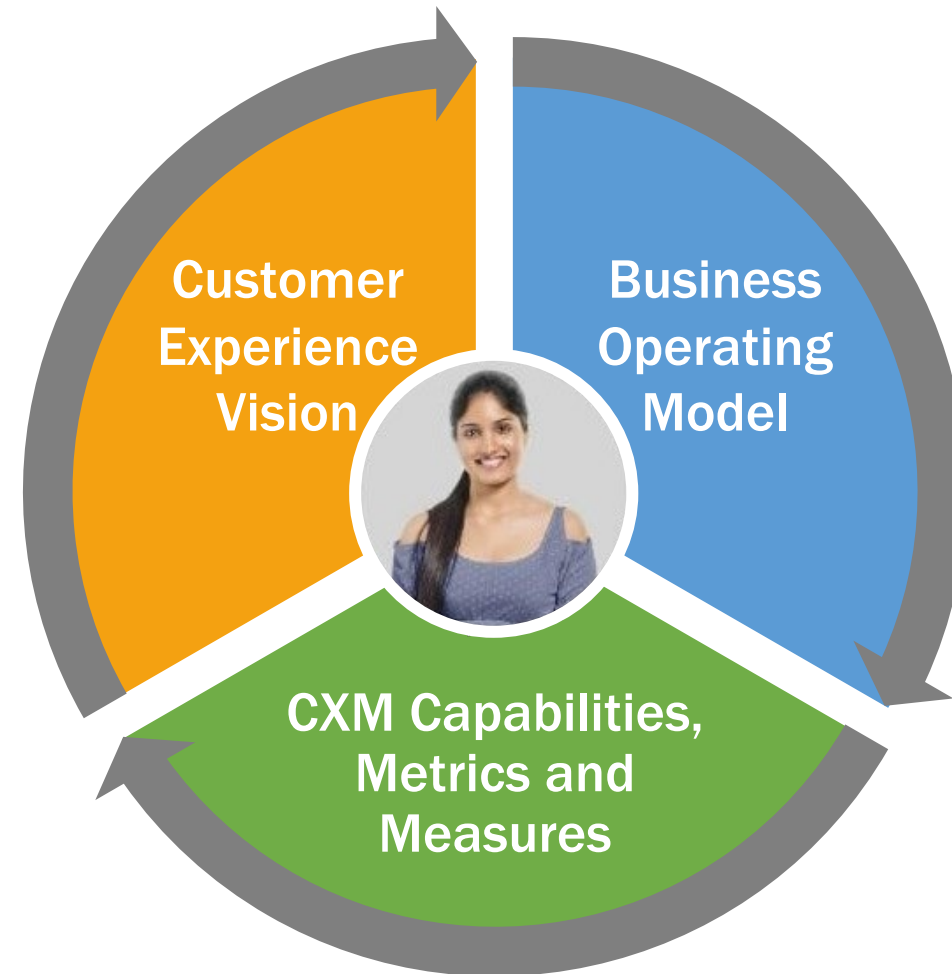 Customer
Experience
Vision
Business
Operating
Model
CXM Capabilities,
Metrics and
Measures